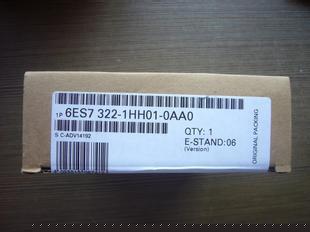 1P 6ES7 322-1HH01-0AA0
S C-ADV14192
QTY: 1
E-STAND:06
(Version)
ORIGINAL PACKING